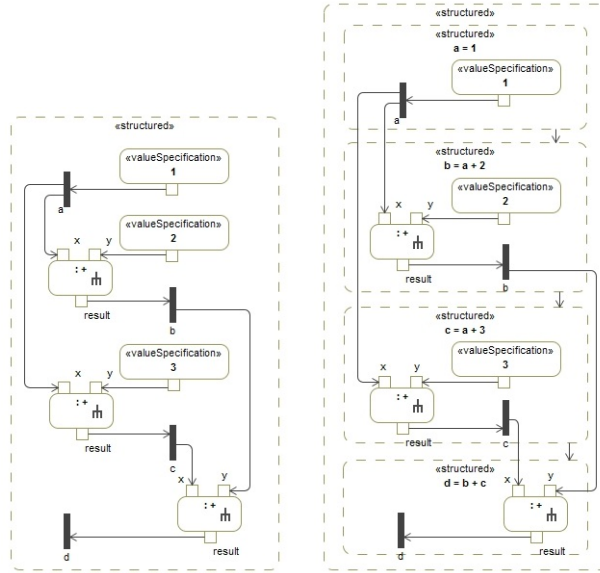 «structured»
«valueSpecification»
1
a
«valueSpecification»
2
x
y
: +
result
b
«valueSpecification»
3
x
y
: +
result
c
x
y
: +
result
d
«structured»
«structured»
a = 1
«valueSpecification»
1
a
«structured»
b = a + 2
«valueSpecification»
2
x
y
: +
result
b
«structured»
c = a + 3
«valueSpecification»
3
x
y
: +
result
c
«structured»
d = b + c
x
y
: +
result
d